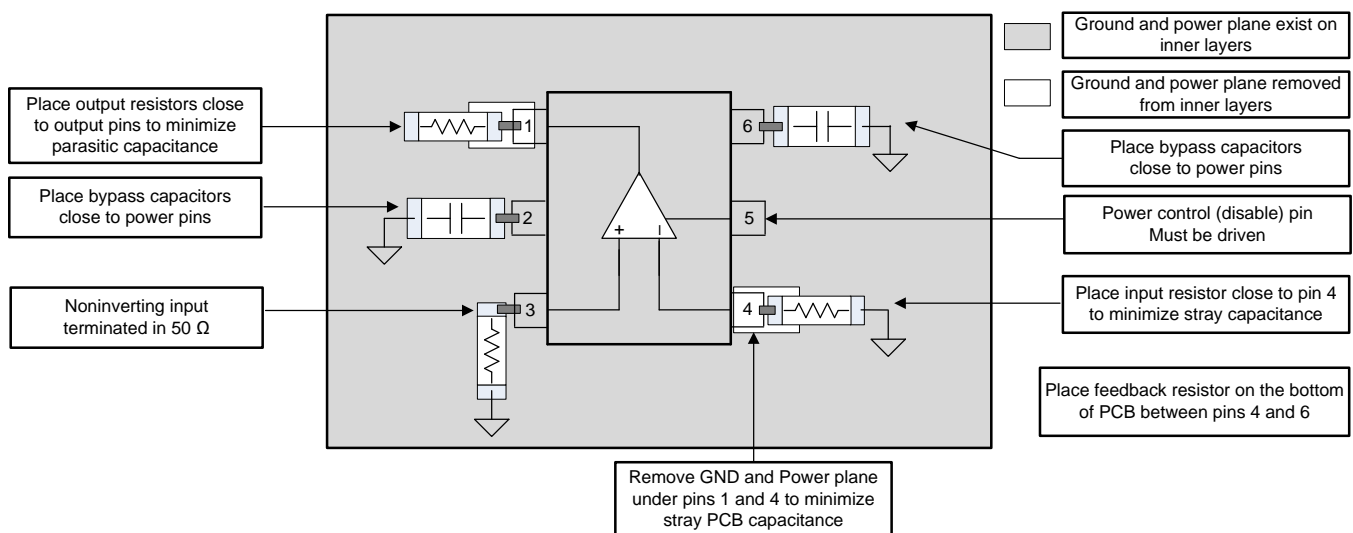 Ground and power plane exist on
inner layers
Ground and power plane removed
from inner layers
Place output resistors close
to output pins to minimize
parasitic capacitance
Place bypass capacitors
close to power pins
Noninverting input
terminated in 50 Ω
1
2
3
+
–
6
5
4
Place bypass capacitors
close to power pins
Power control (disable) pin
Must be driven
Place input resistor close to pin 4
to minimize stray capacitance
Place feedback resistor on the bottom
of PCB between pins 4 and 6
Remove GND and Power plane
under pins 1 and 4 to minimize
stray PCB capacitance